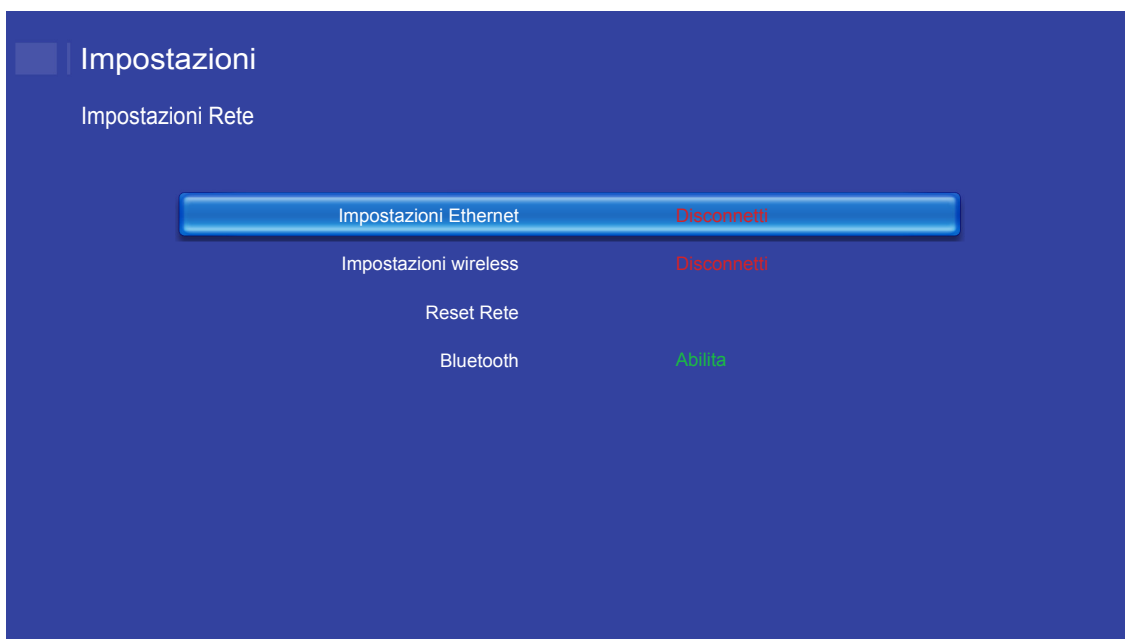 Impostazioni
Impostazioni Rete
Impostazioni Ethernet Disconnetti
Impostazioni wireless Disconnetti
Reset Rete
Bluetooth Abilita